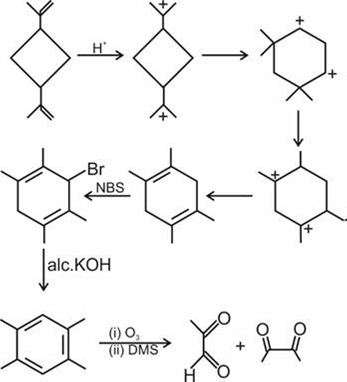 H⁺
+
+
+
+
Br
NBS
+
+
alc.KOH
(i) O₃
(ii) DMS
O
O
H
+
O
O